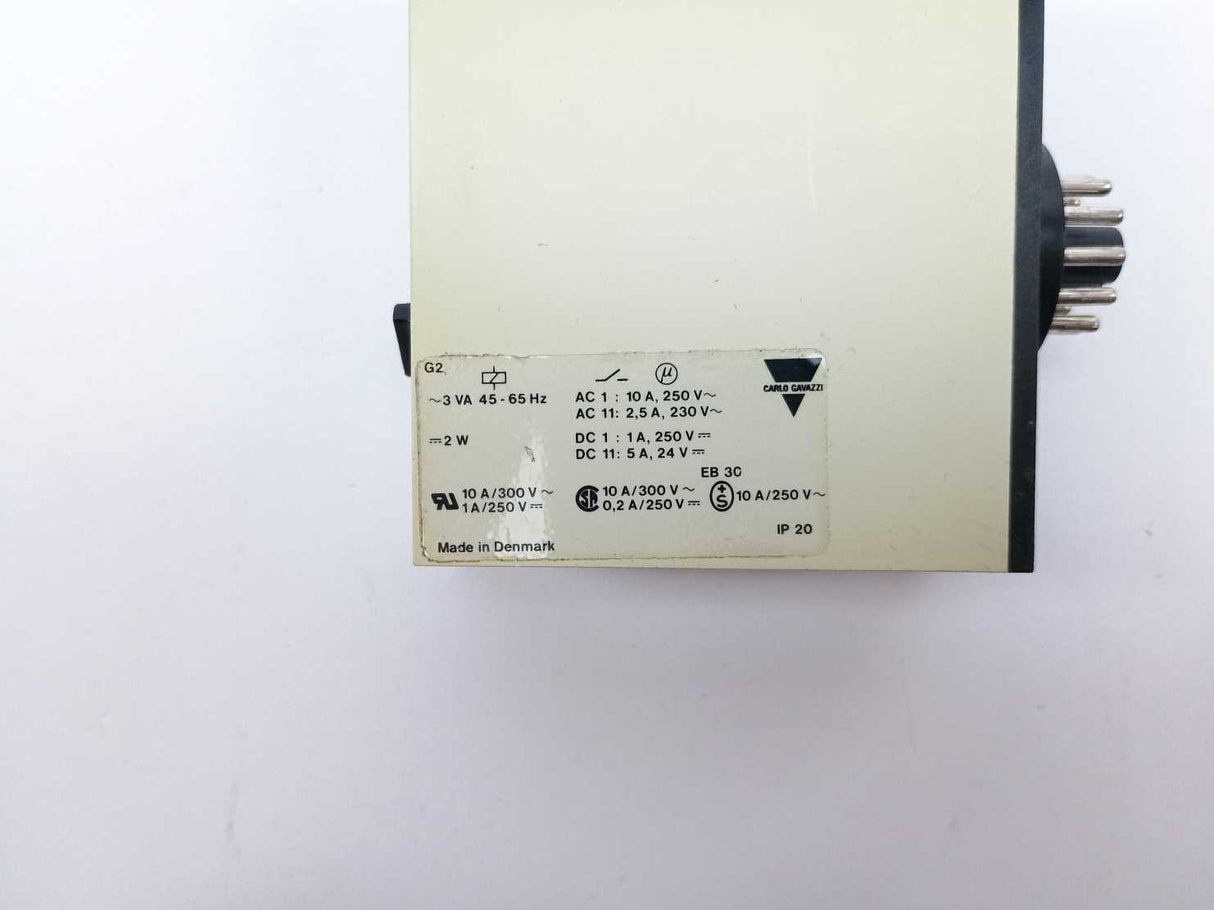 G2
~3 VA 45 - 65 Hz
⎓2 W
μ
AC 1 : 10 A, 250 V~
AC 11: 2,5 A, 230 V~
DC 1 : 1 A, 250 V⎓
DC 11: 5 A, 24 V⎓
CARLO GAVAZZI
EB 30
10 A/300 V~
1 A/250 V⎓
10 A/300 V~
0,2 A/250 V⎓
+
S
10 A/250 V~
IP 20
Made in Denmark